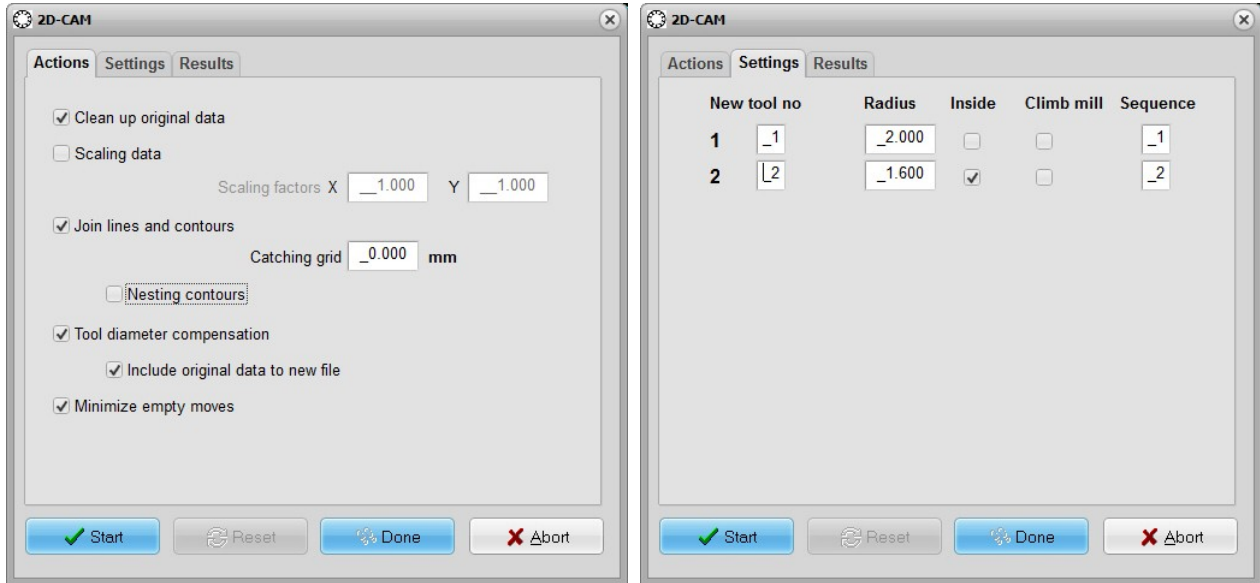 2D-CAM
Actions Settings Results
Clean up original data
Scaling data
Scaling factors X __1.000 Y __1.000
Join lines and contours
Catching grid _0.000 mm
Nesting contours
Tool diameter compensation
Include original data to new file
Minimize empty moves
Start Reset Done Abort
2D-CAM
Actions Settings Results
New tool no Radius Inside Climb mill Sequence
1 _1 _2.000 _1
2 _2 _1.600 _2
Start Reset Done Abort